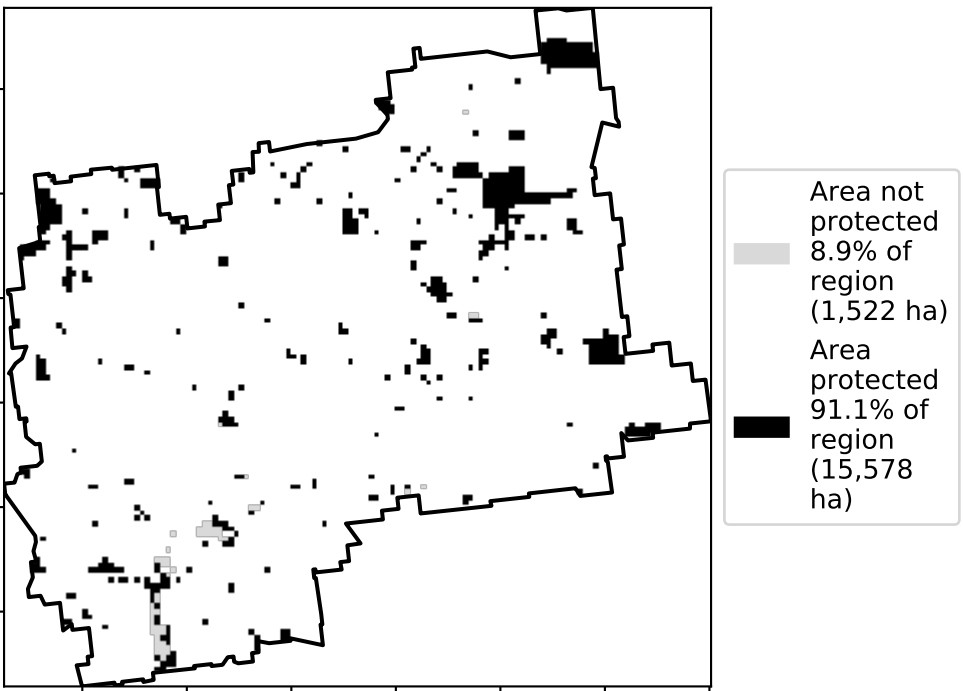 Area not
protected
8.9% of
region
(1,522 ha)
Area
protected
91.1% of
region
(15,578
ha)